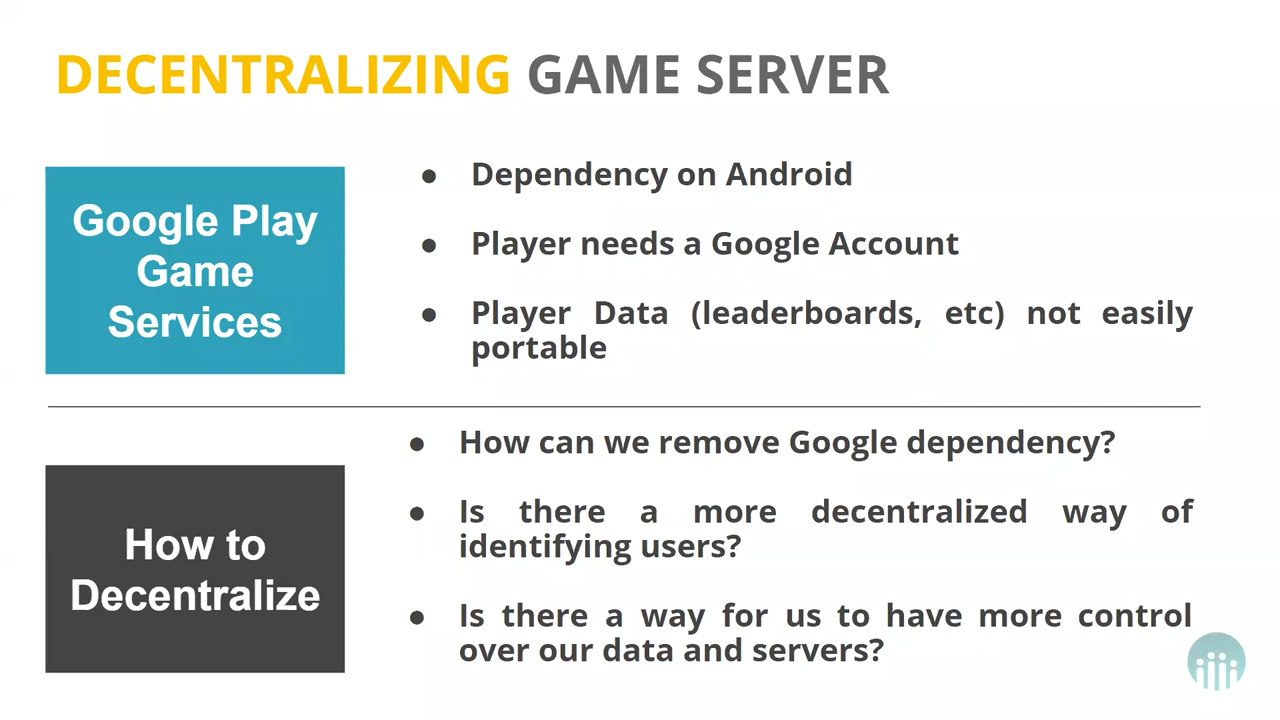 DECENTRALIZING GAME SERVER
Google Play
Game
Services
● Dependency on Android
● Player needs a Google Account
● Player Data (leaderboards, etc) not easily
portable
How to
Decentralize
● How can we remove Google dependency?
● Is there a more decentralized way of
identifying users?
● Is there a way for us to have more control
over our data and servers?